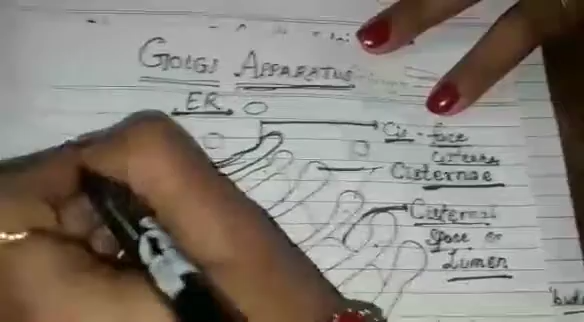 GOLGI APPARATUS
ER
Cis - face
Cisternae
Cisternal
Space or
Lumen